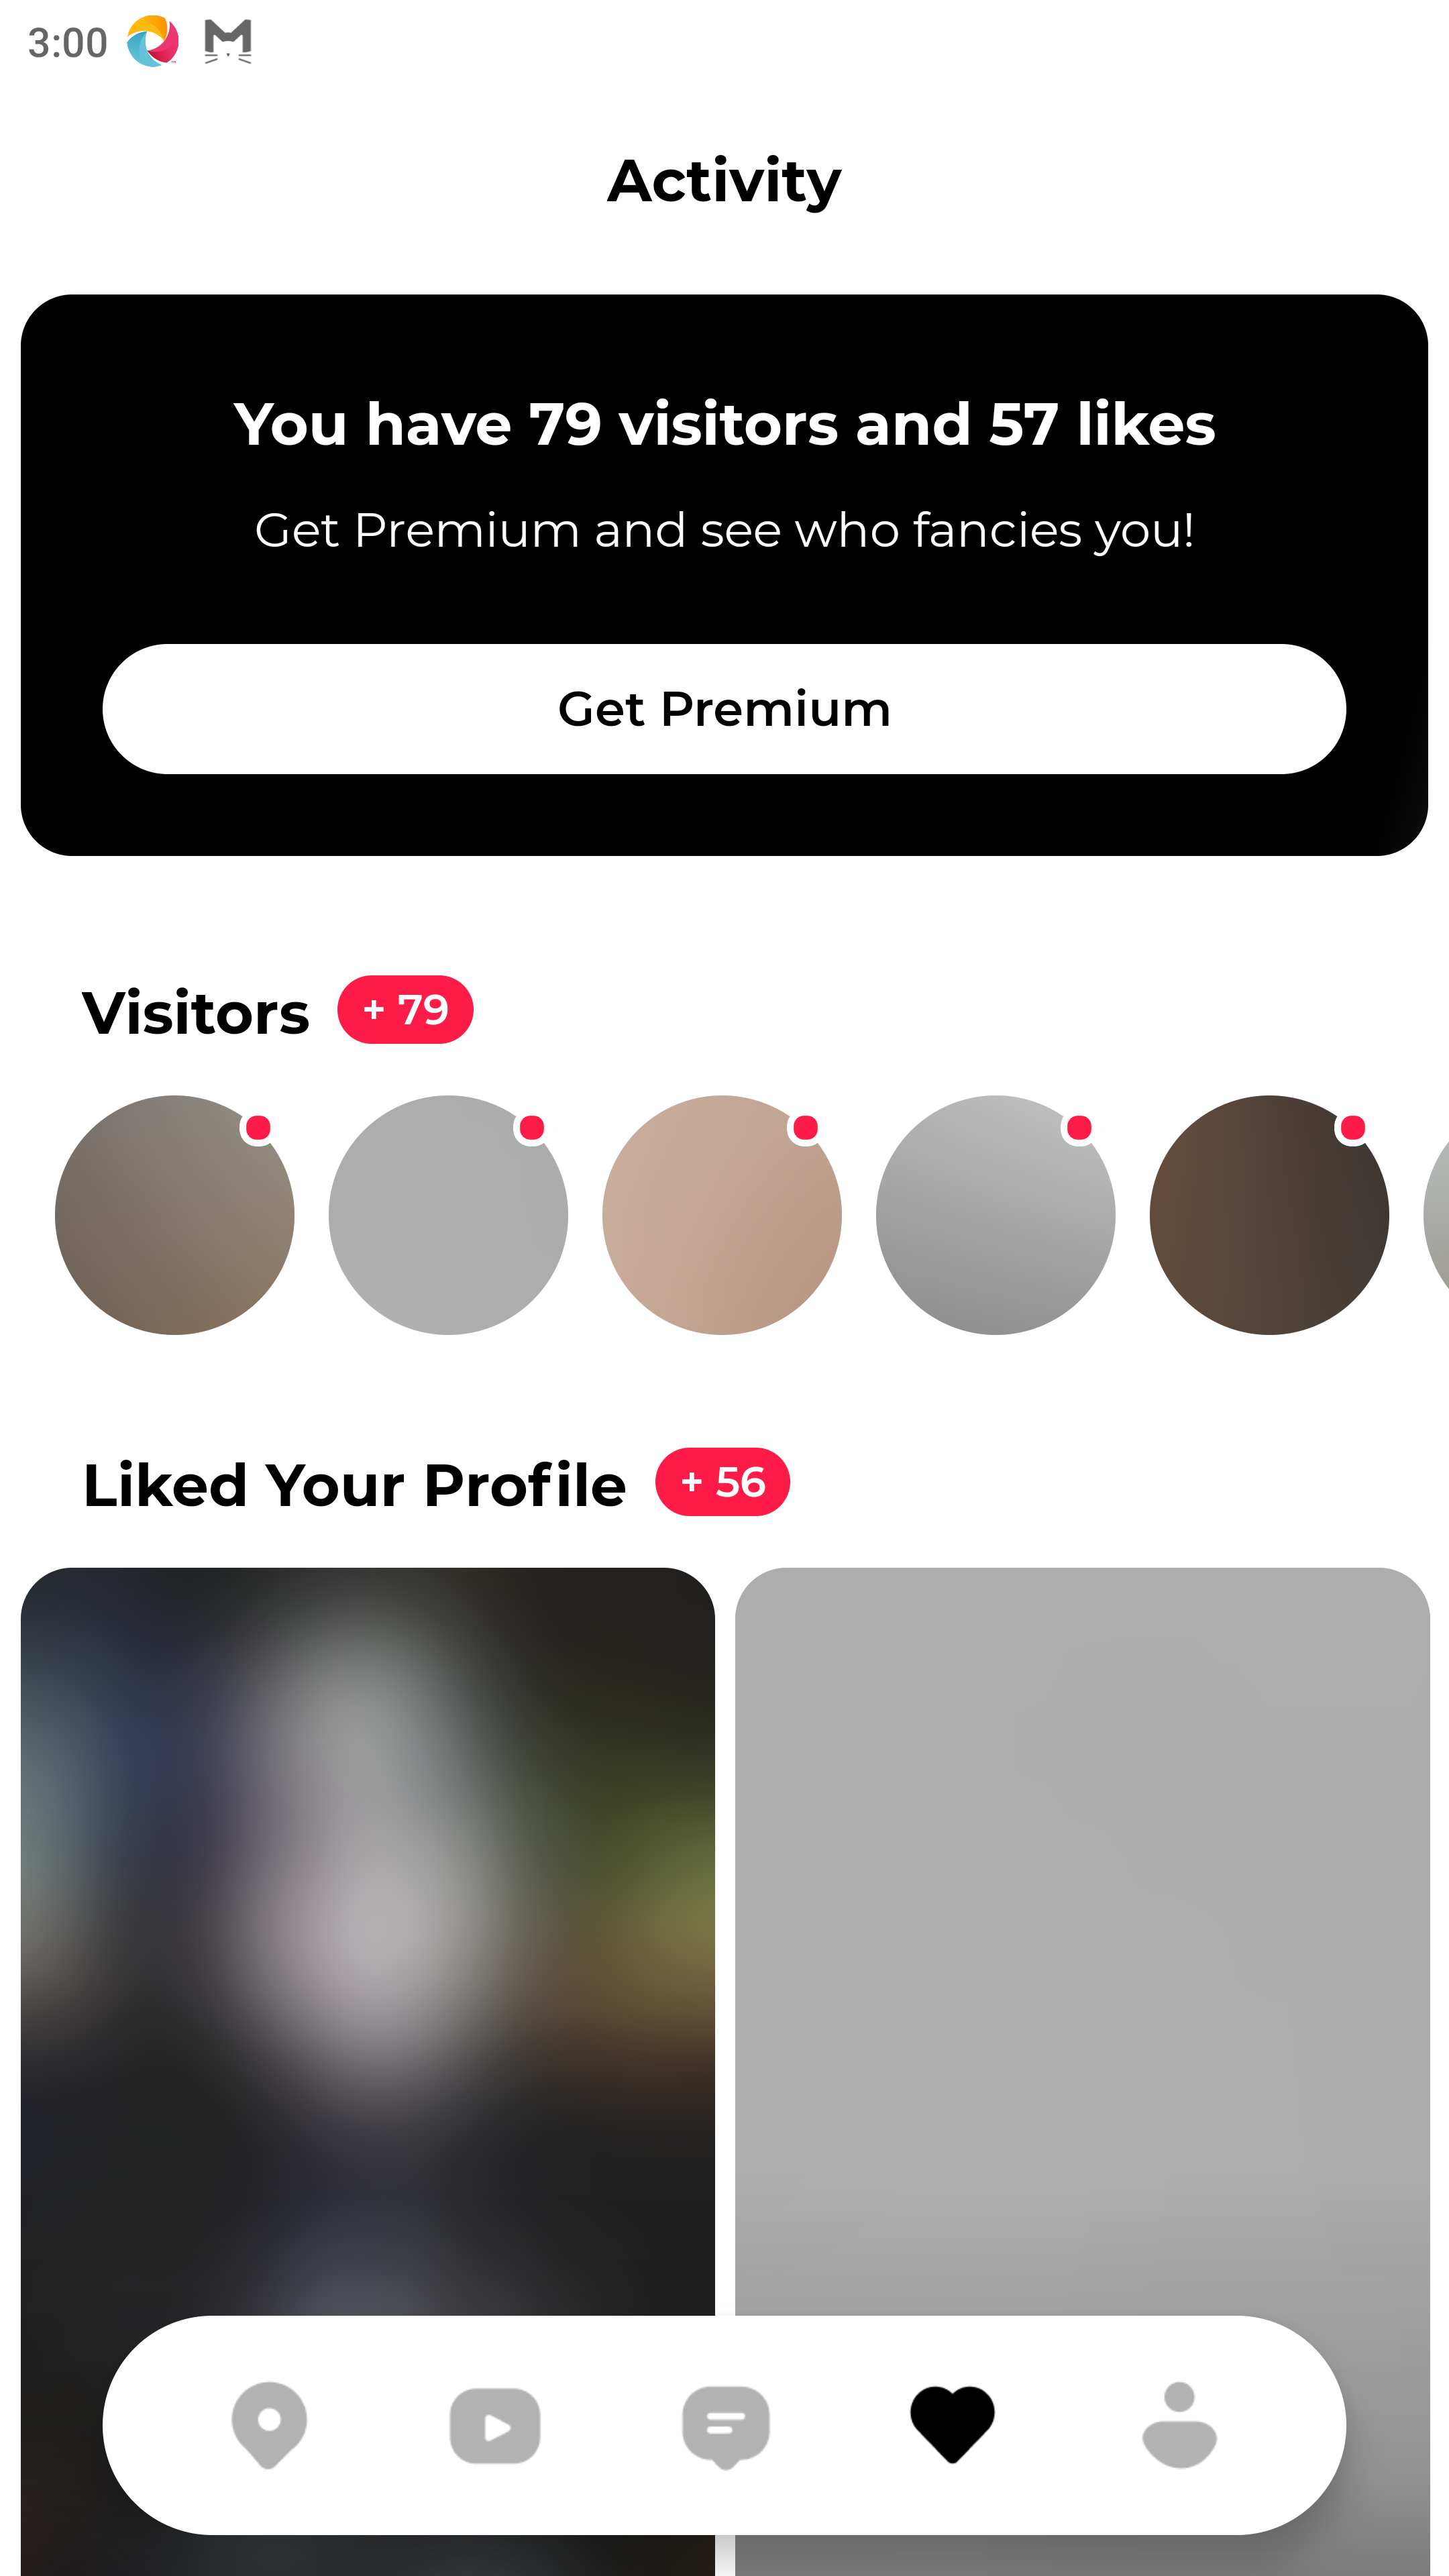 3:00
Activity
You have 79 visitors and 57 likes
Get Premium and see who fancies you!
Get Premium
Visitors
+ 79
Liked Your Profile
+ 56